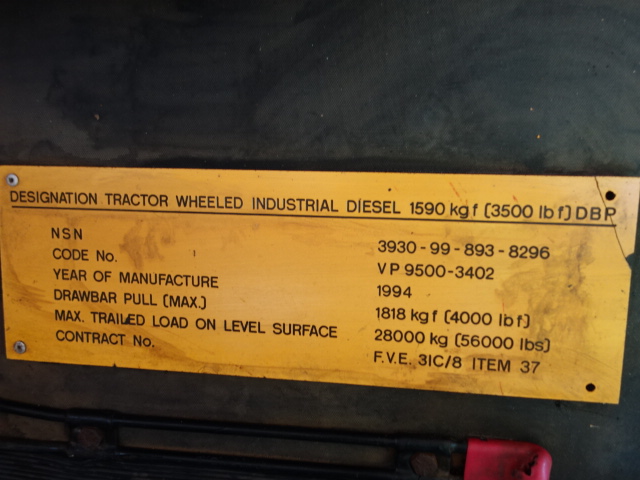 DESIGNATION TRACTOR WHEELED INDUSTRIAL DIESEL 1590 kgf (3500 lbf) DBP
NSN 3930-99-893-8296
CODE No. VP 9500-3402
YEAR OF MANUFACTURE 1994
DRAWBAR PULL (MAX.) 1818 kgf (4000 lbf)
MAX. TRAILED LOAD ON LEVEL SURFACE 28000 kg (56000 lbs)
CONTRACT No. F.V.E. 31C/8 ITEM 37